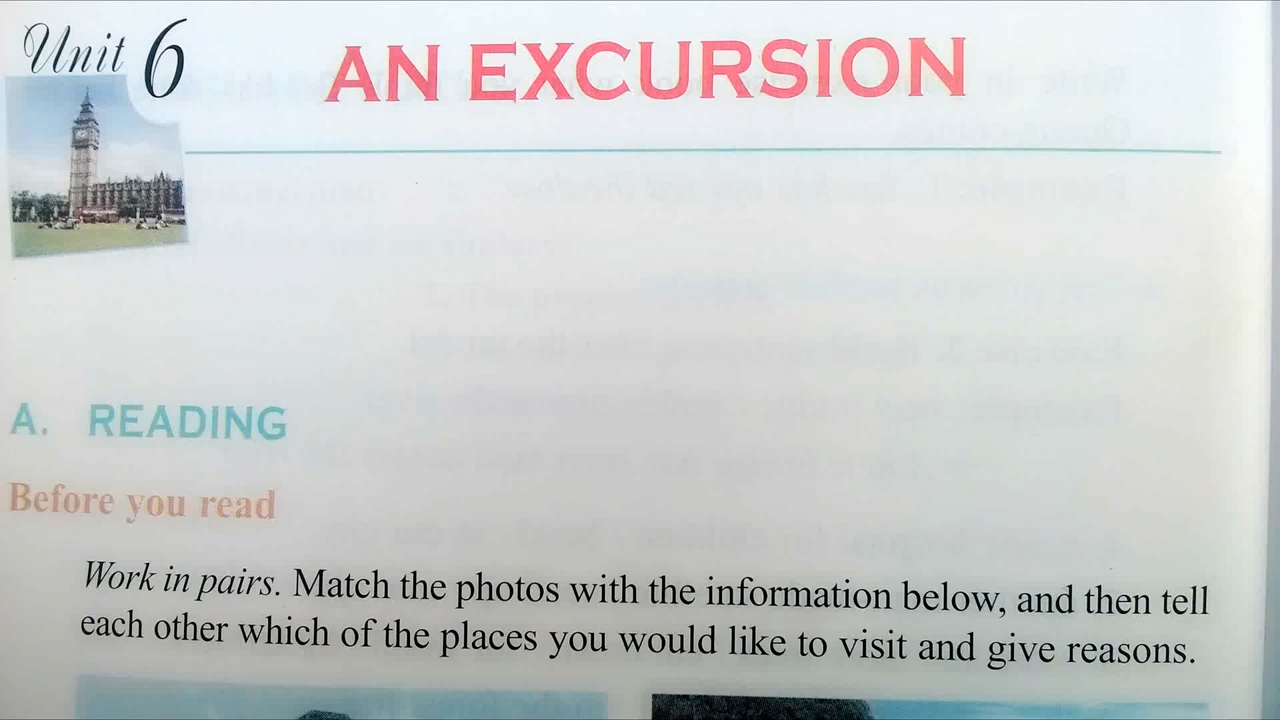 Unit 6
AN EXCURSION
A. READING
Before you read
Work in pairs. Match the photos with the information below, and then tell
each other which of the places you would like to visit and give reasons.